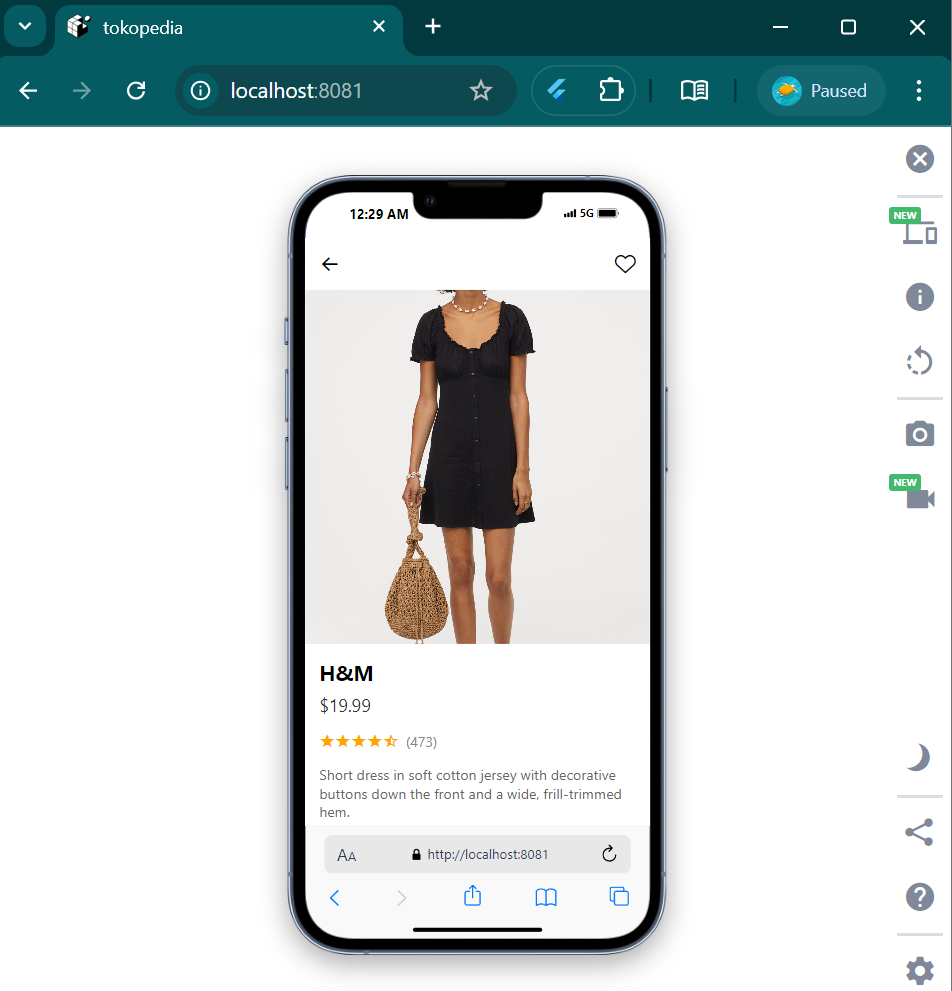 tokopedia
localhost:8081
Paused
NEW
12:29 AM
5G
NEW
H&M
$19.99
(473)
Short dress in soft cotton jersey with decorative
buttons down the front and a wide, frill-trimmed
hem.
AA http://localhost:8081